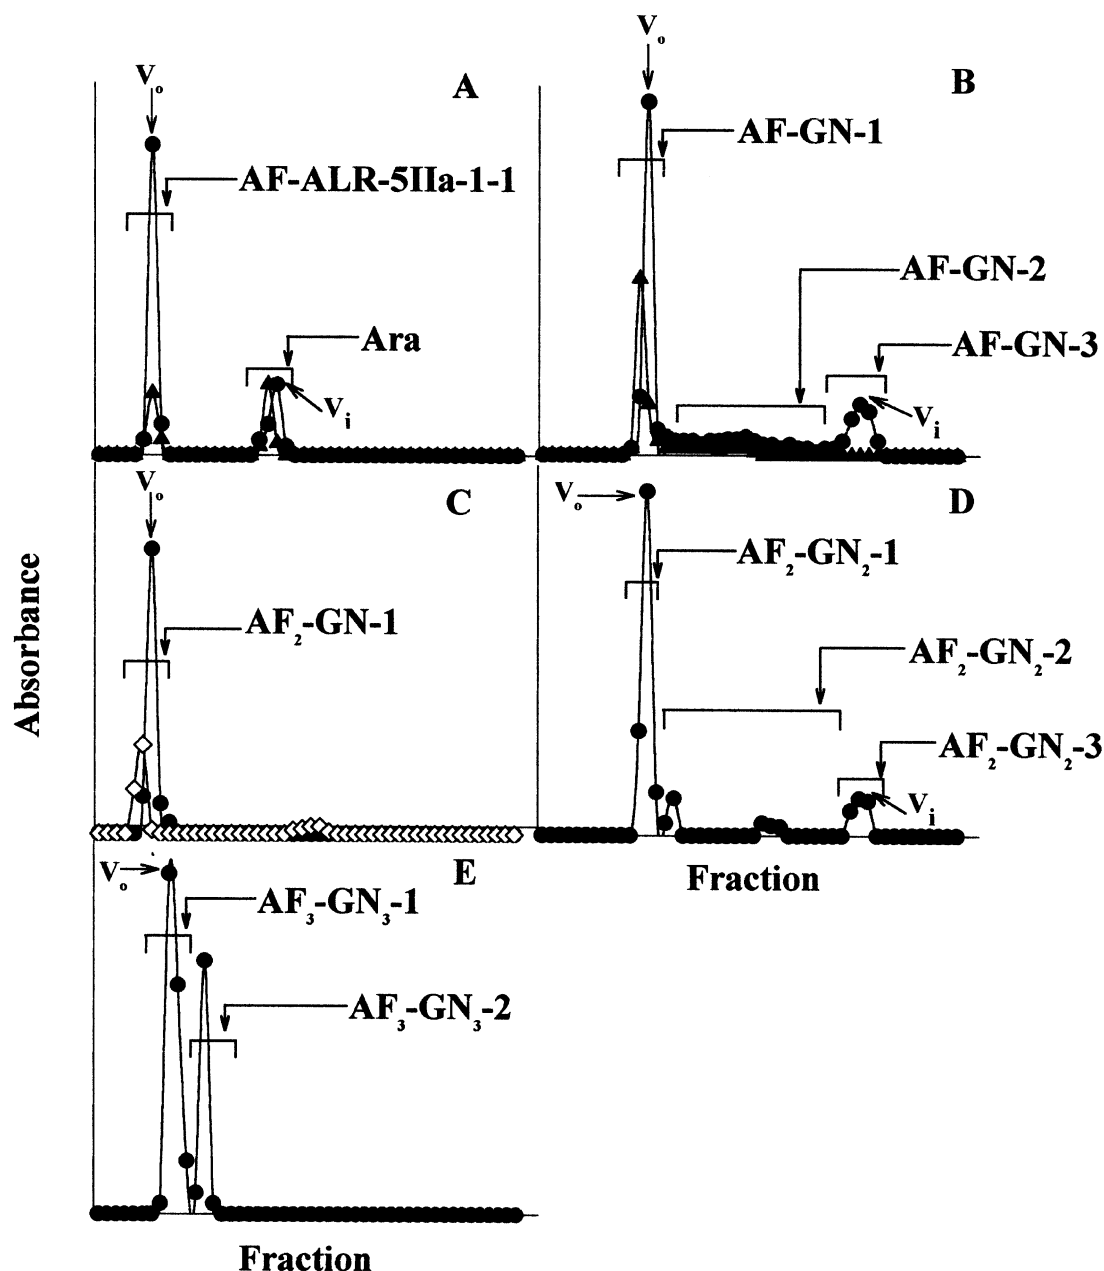 A
Vₒ
AF-ALR-5IIa-1-1
Ara
Vᵢ
B
Vₒ
AF-GN-1
AF-GN-2
AF-GN-3
Vᵢ
C
Vₒ
AF₂-GN-1
D
Vₒ
AF₂-GN₂-1
AF₂-GN₂-2
AF₂-GN₂-3
Vᵢ
Fraction
E
Vₒ
AF₃-GN₃-1
AF₃-GN₃-2
Absorbance
Fraction